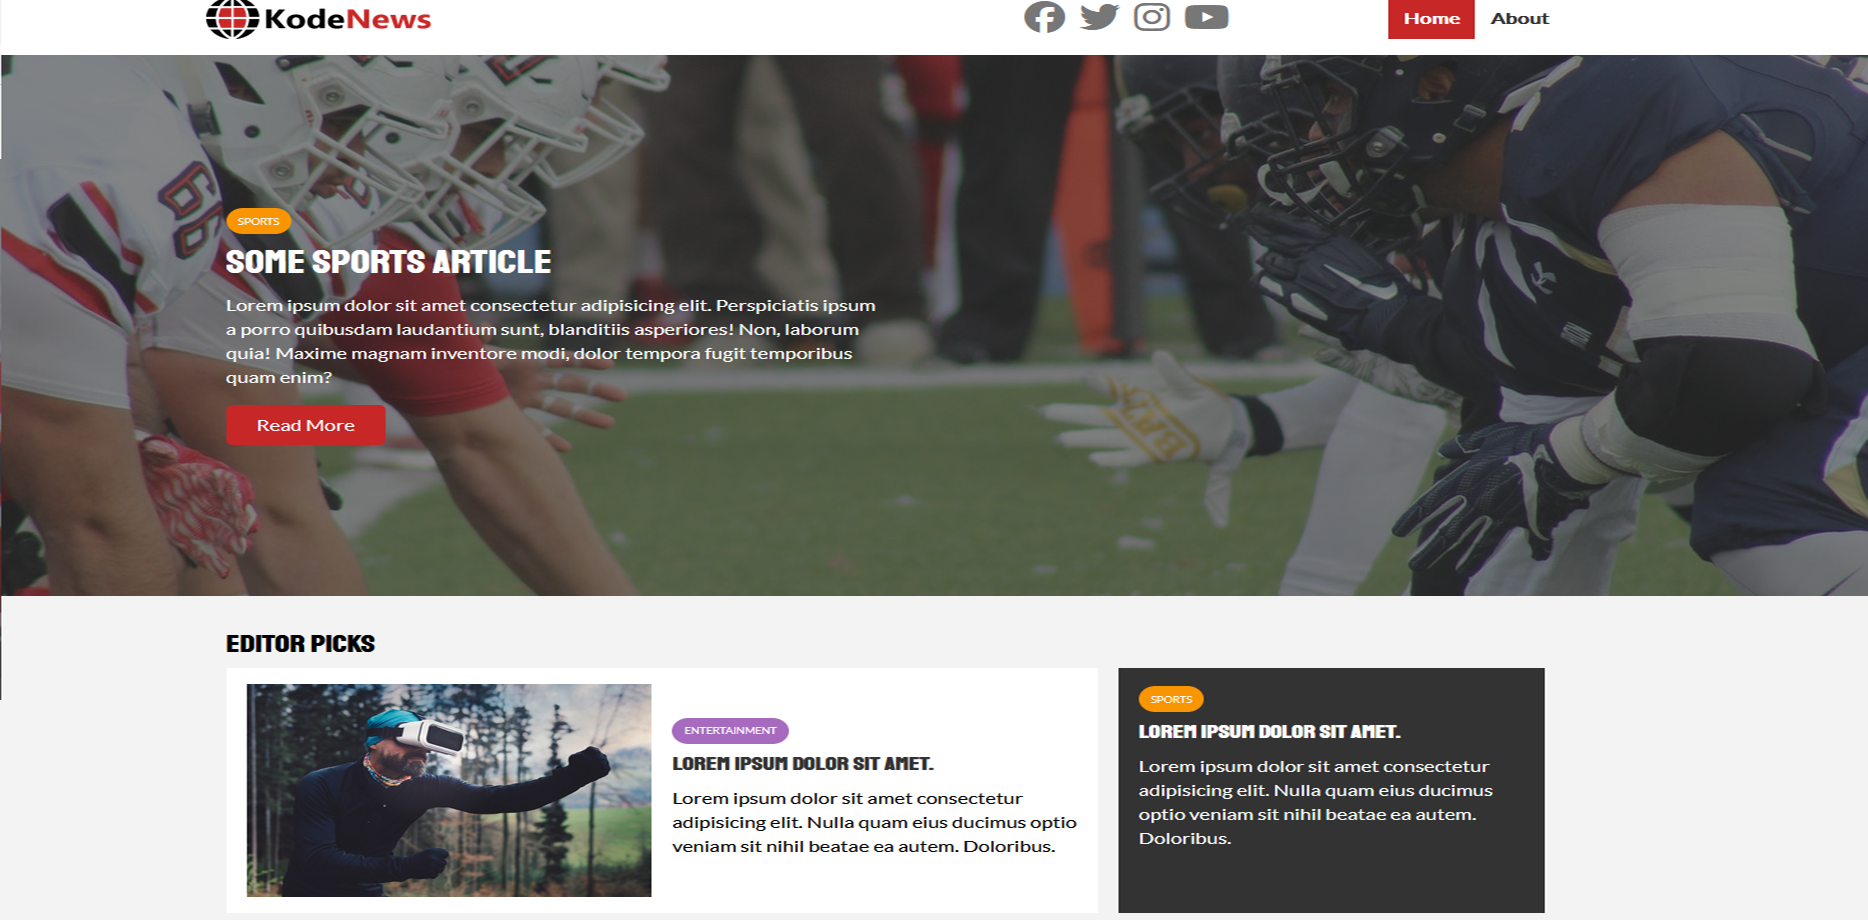 KodeNews
Home
About
SPORTS
SOME SPORTS ARTICLE
Lorem ipsum dolor sit amet consectetur adipisicing elit. Perspiciatis ipsum
a porro quibusdam laudantium sunt, blanditiis asperiores! Non, laborum
quia! Maxime magnam inventore modi, dolor tempora fugit temporibus
quam enim?
Read More
66
EDITOR PICKS
ENTERTAINMENT
LOREM IPSUM DOLOR SIT AMET.
Lorem ipsum dolor sit amet consectetur
adipisicing elit. Nulla quam eius ducimus optio
veniam sit nihil beatae ea autem. Doloribus.
SPORTS
LOREM IPSUM DOLOR SIT AMET.
Lorem ipsum dolor sit amet consectetur
adipisicing elit. Nulla quam eius ducimus
optio veniam sit nihil beatae ea autem.
Doloribus.